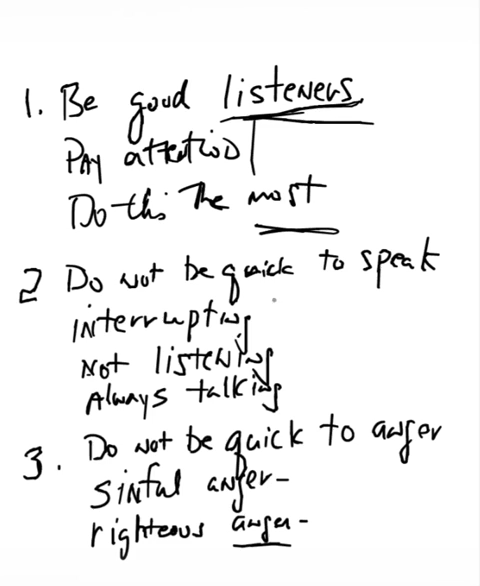 1. Be good listeners
Pay attention
Do this The most
2 Do not be quick to speak
interrupting
Not listening
Always talking
3. Do not be quick to anger
sinful anger-
righteous anger-